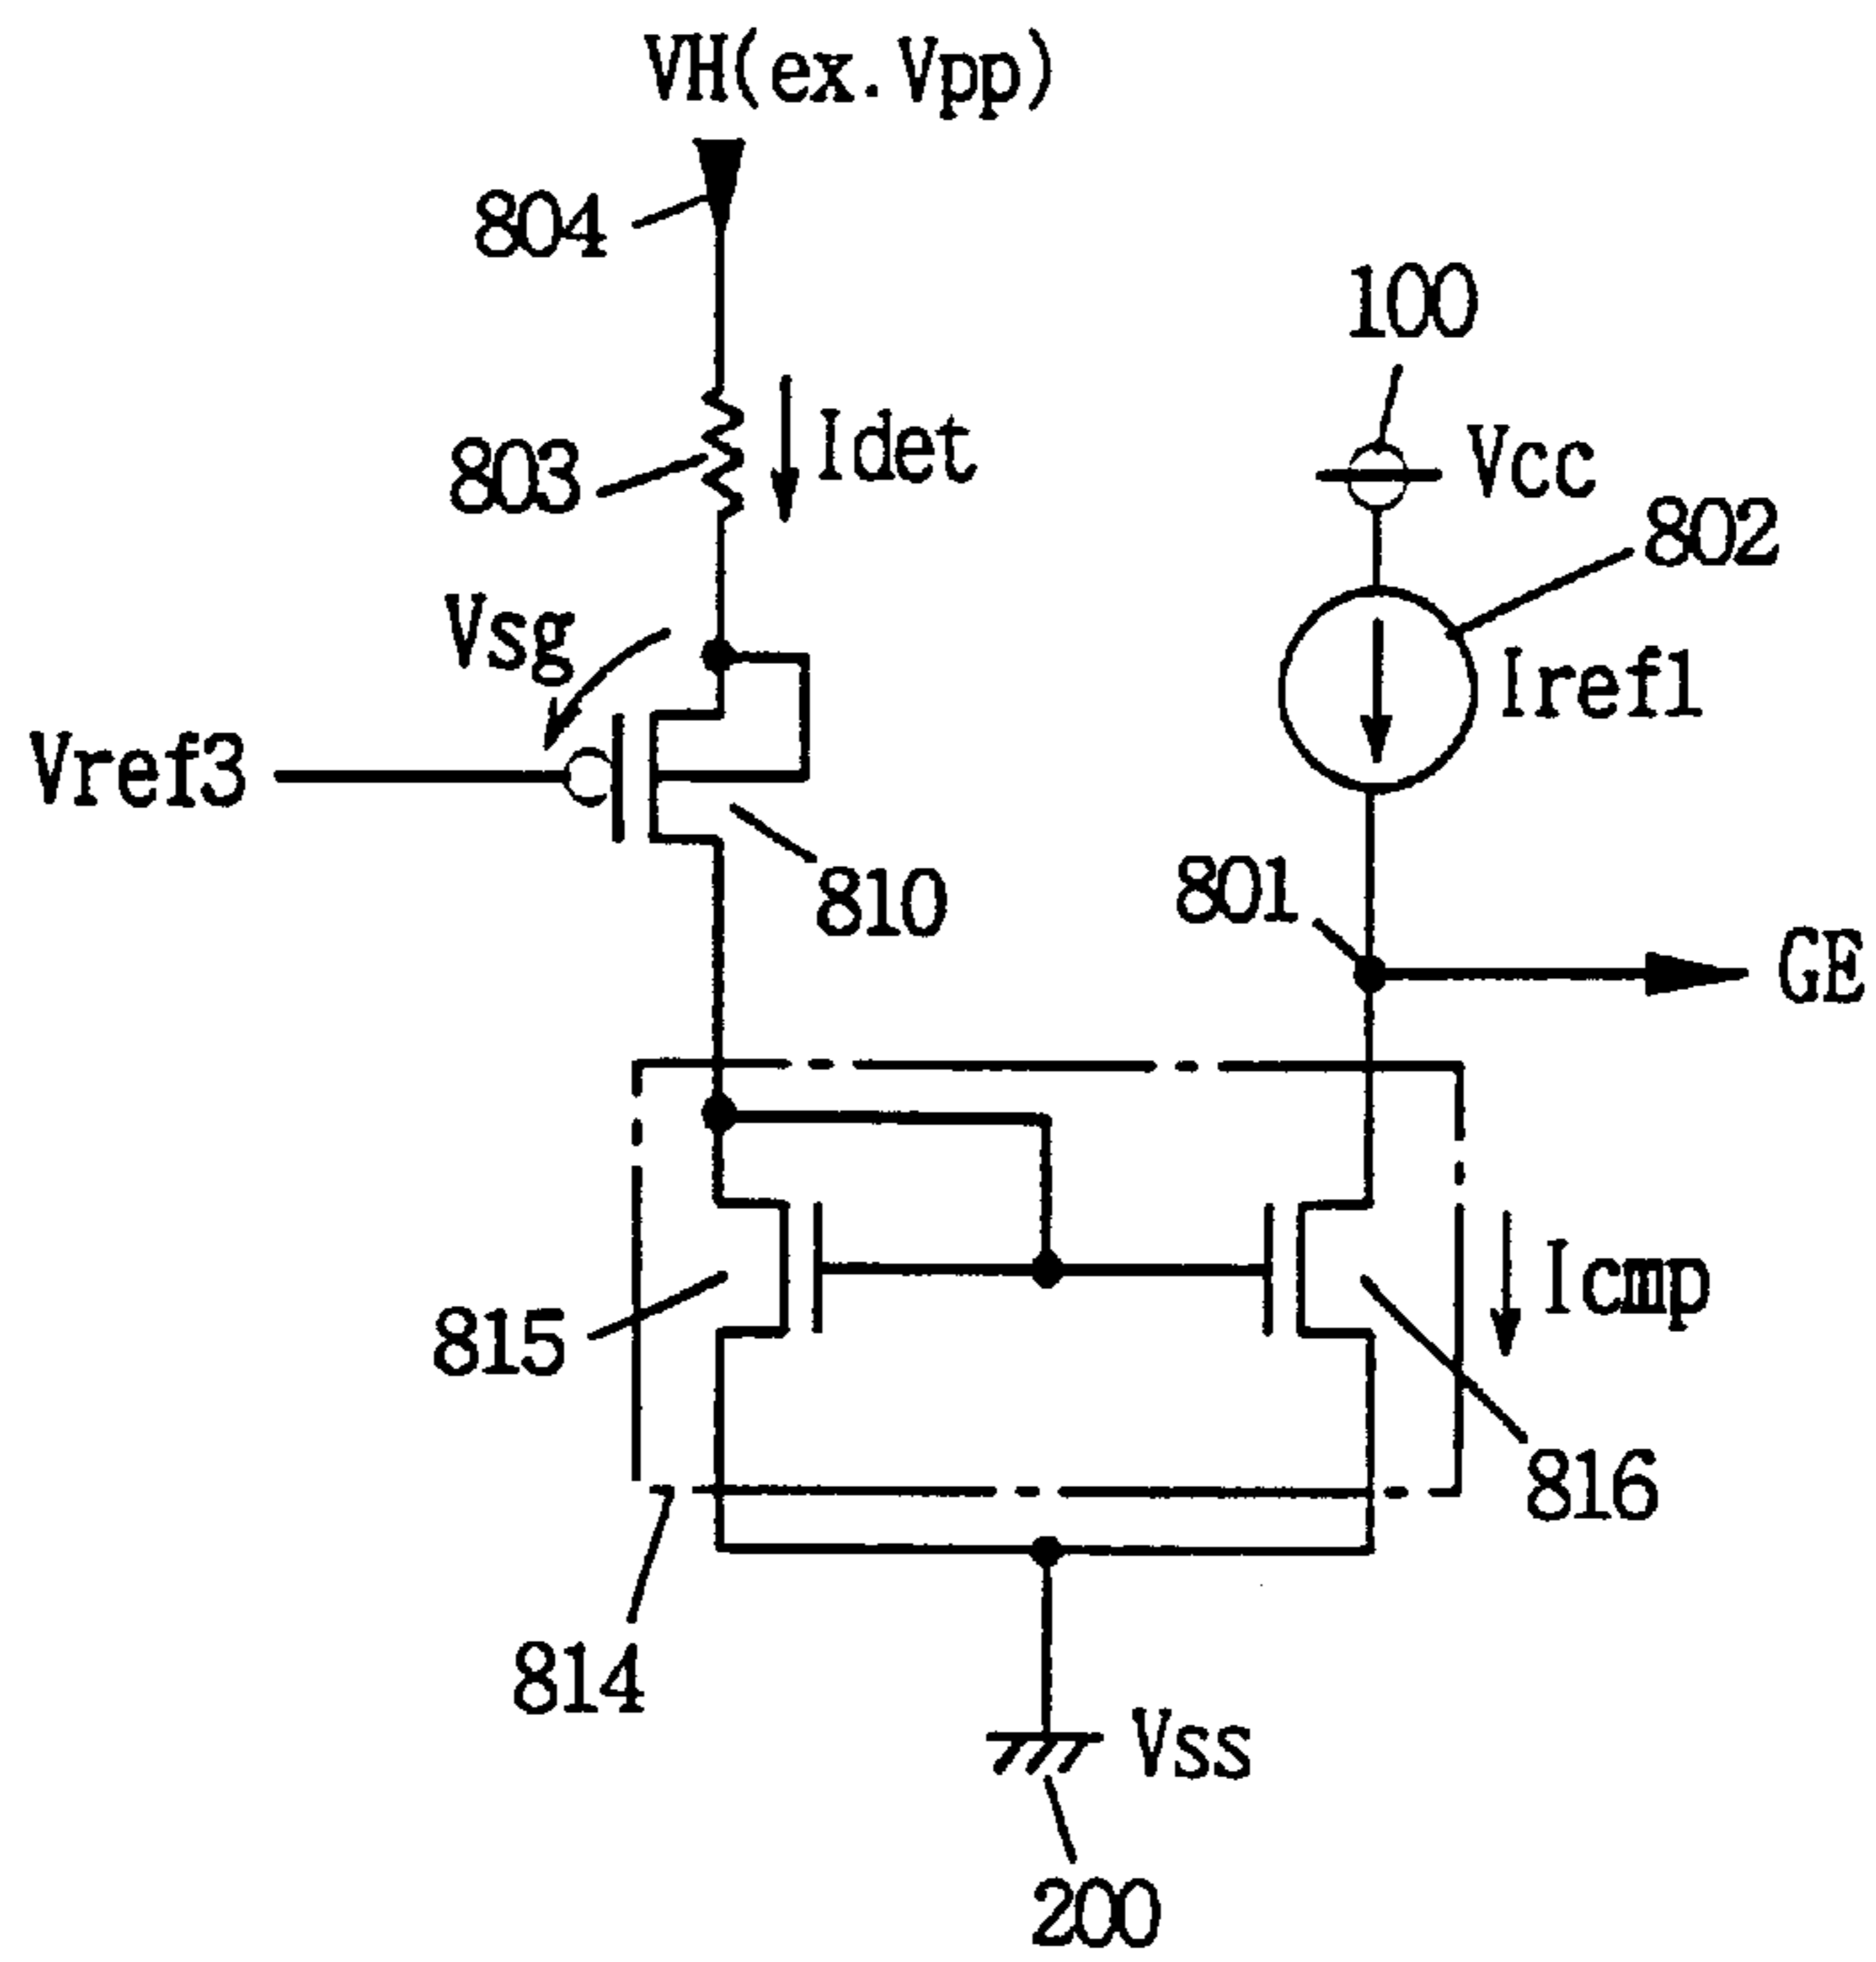 VH(ex.Vpp)
804
100
803
Idet
Vcc
802
Vsg
Iref1
Vref3
810
801
GE
815
Icmp
816
814
Vss
200